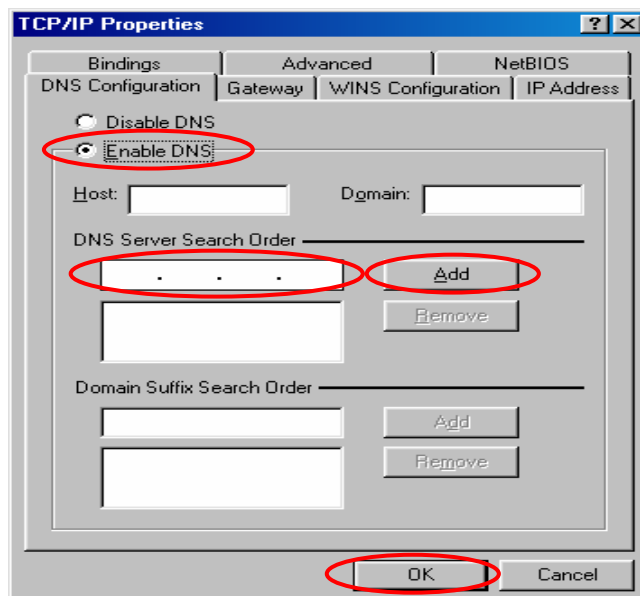 TCP/IP Properties ? ×
Bindings Advanced NetBIOS
DNS Configuration Gateway WINS Configuration IP Address
Disable DNS
Enable DNS
Host: Domain:
DNS Server Search Order
. . . Add
Remove
Domain Suffix Search Order
Add
Remove
OK Cancel